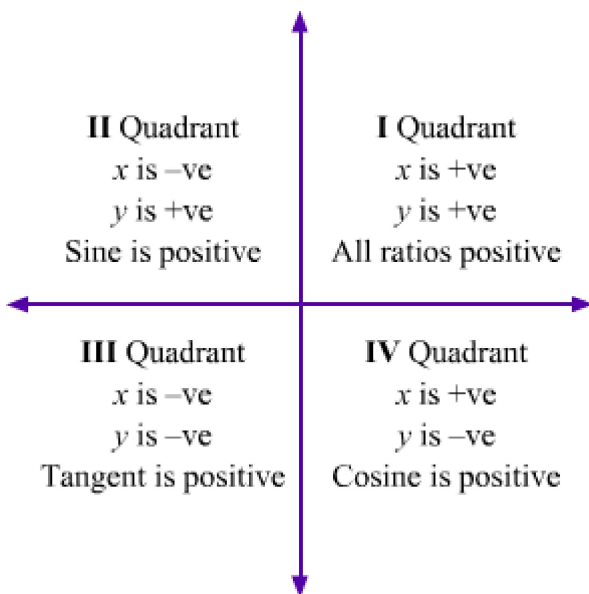 II Quadrant
x is –ve
y is +ve
Sine is positive
I Quadrant
x is +ve
y is +ve
All ratios positive
III Quadrant
x is –ve
y is –ve
Tangent is positive
IV Quadrant
x is +ve
y is –ve
Cosine is positive